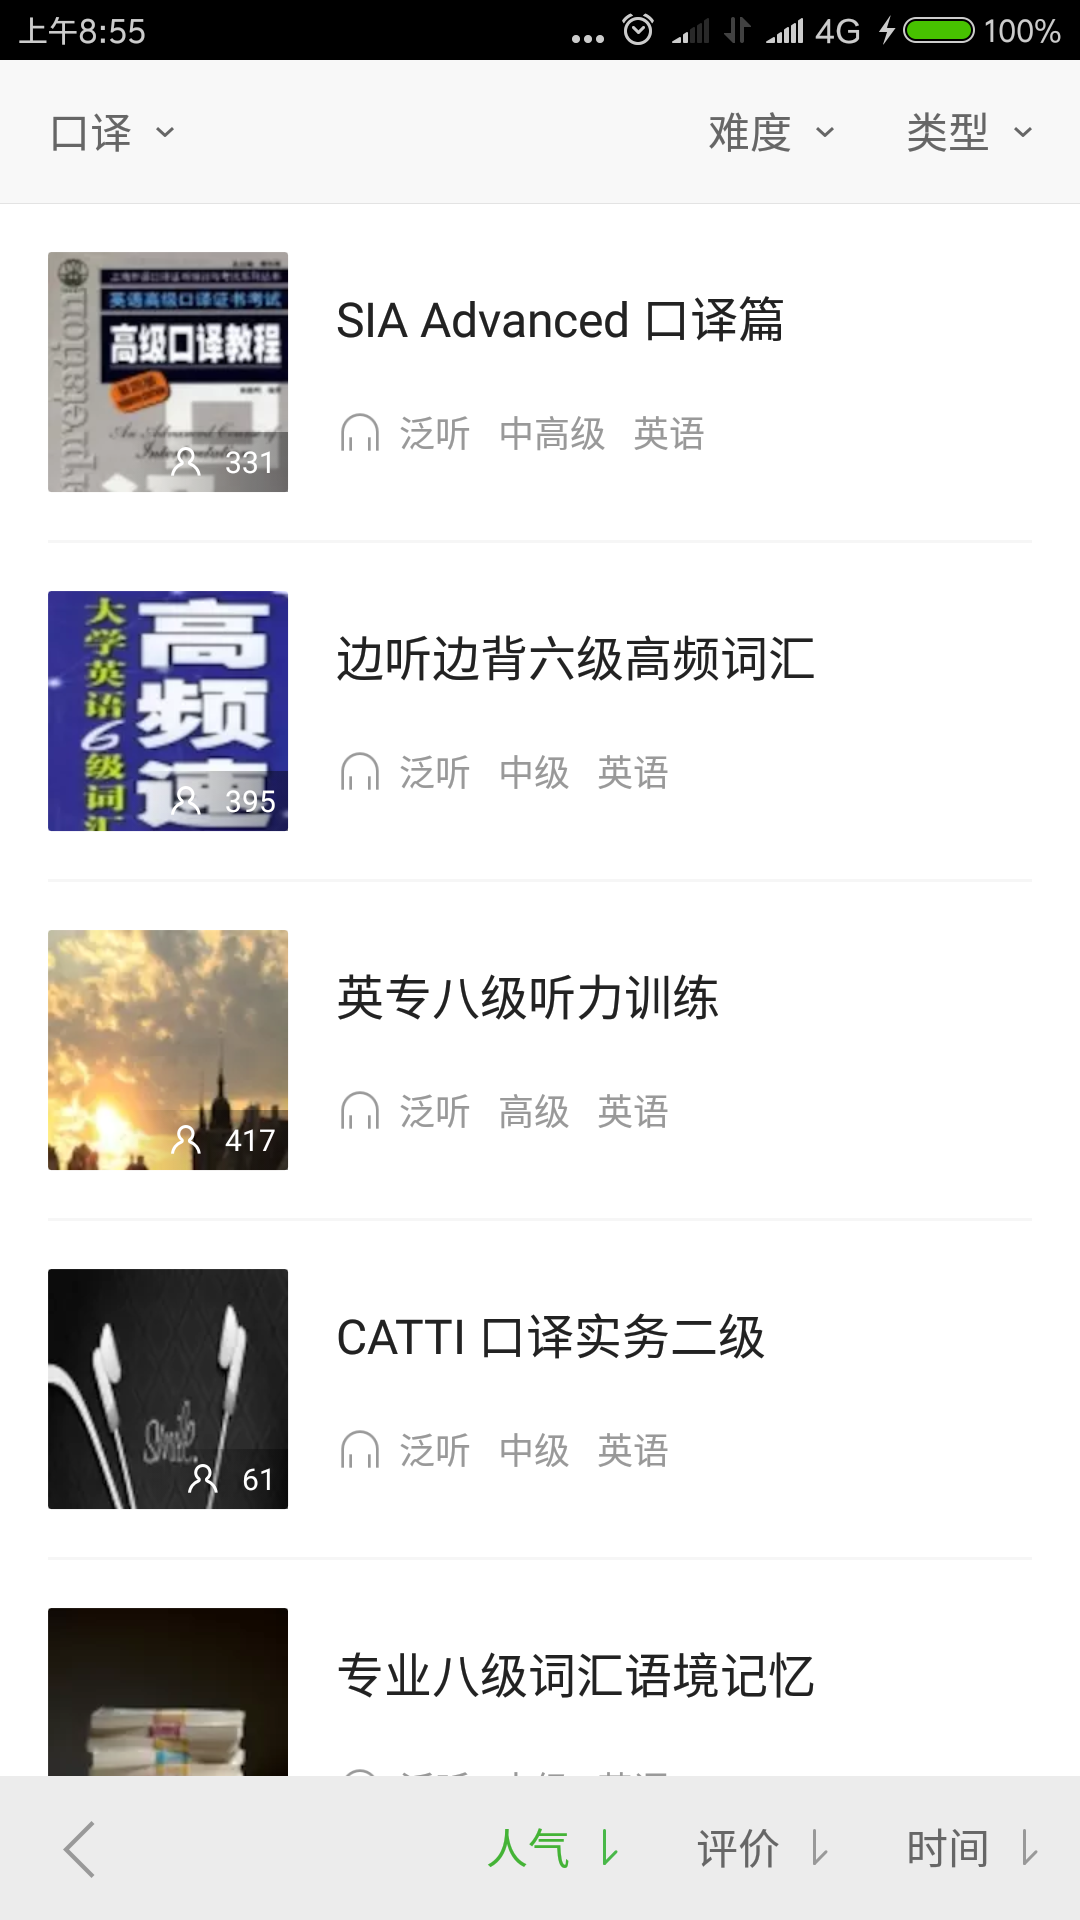 上午8:55
... 4G 100%
口译 难度 类型
英语高级口译证书考试
高级口译教程
331
SIA Advanced 口译篇
泛听 中高级 英语
大学英语6级词汇
高频速
395
边听边背六级高频词汇
泛听 中级 英语
417
英专八级听力训练
泛听 高级 英语
Smile.
61
CATTI 口译实务二级
泛听 中级 英语
专业八级词汇语境记忆
泛听 中级 英语
人气 评价 时间